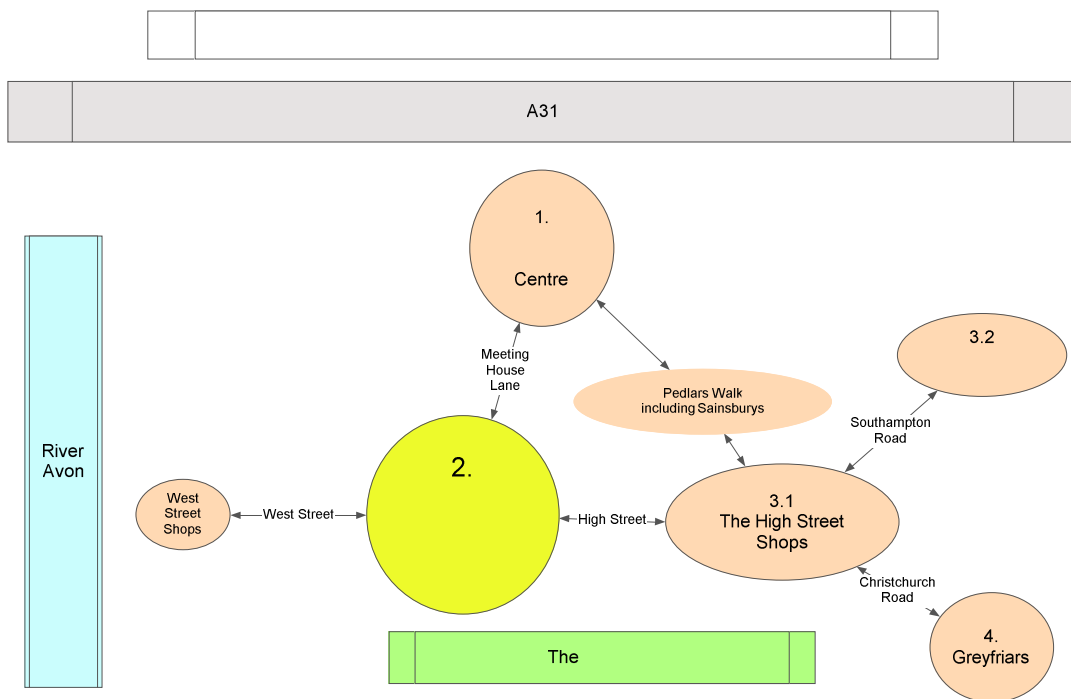 A31
1.
Centre
Meeting
House
Lane
3.2
Pedlars Walk
including Sainsburys
Southampton
Road
River
Avon
2.
West
Street
Shops
West Street
High Street
3.1
The High Street
Shops
Christchurch
Road
4.
Greyfriars
The